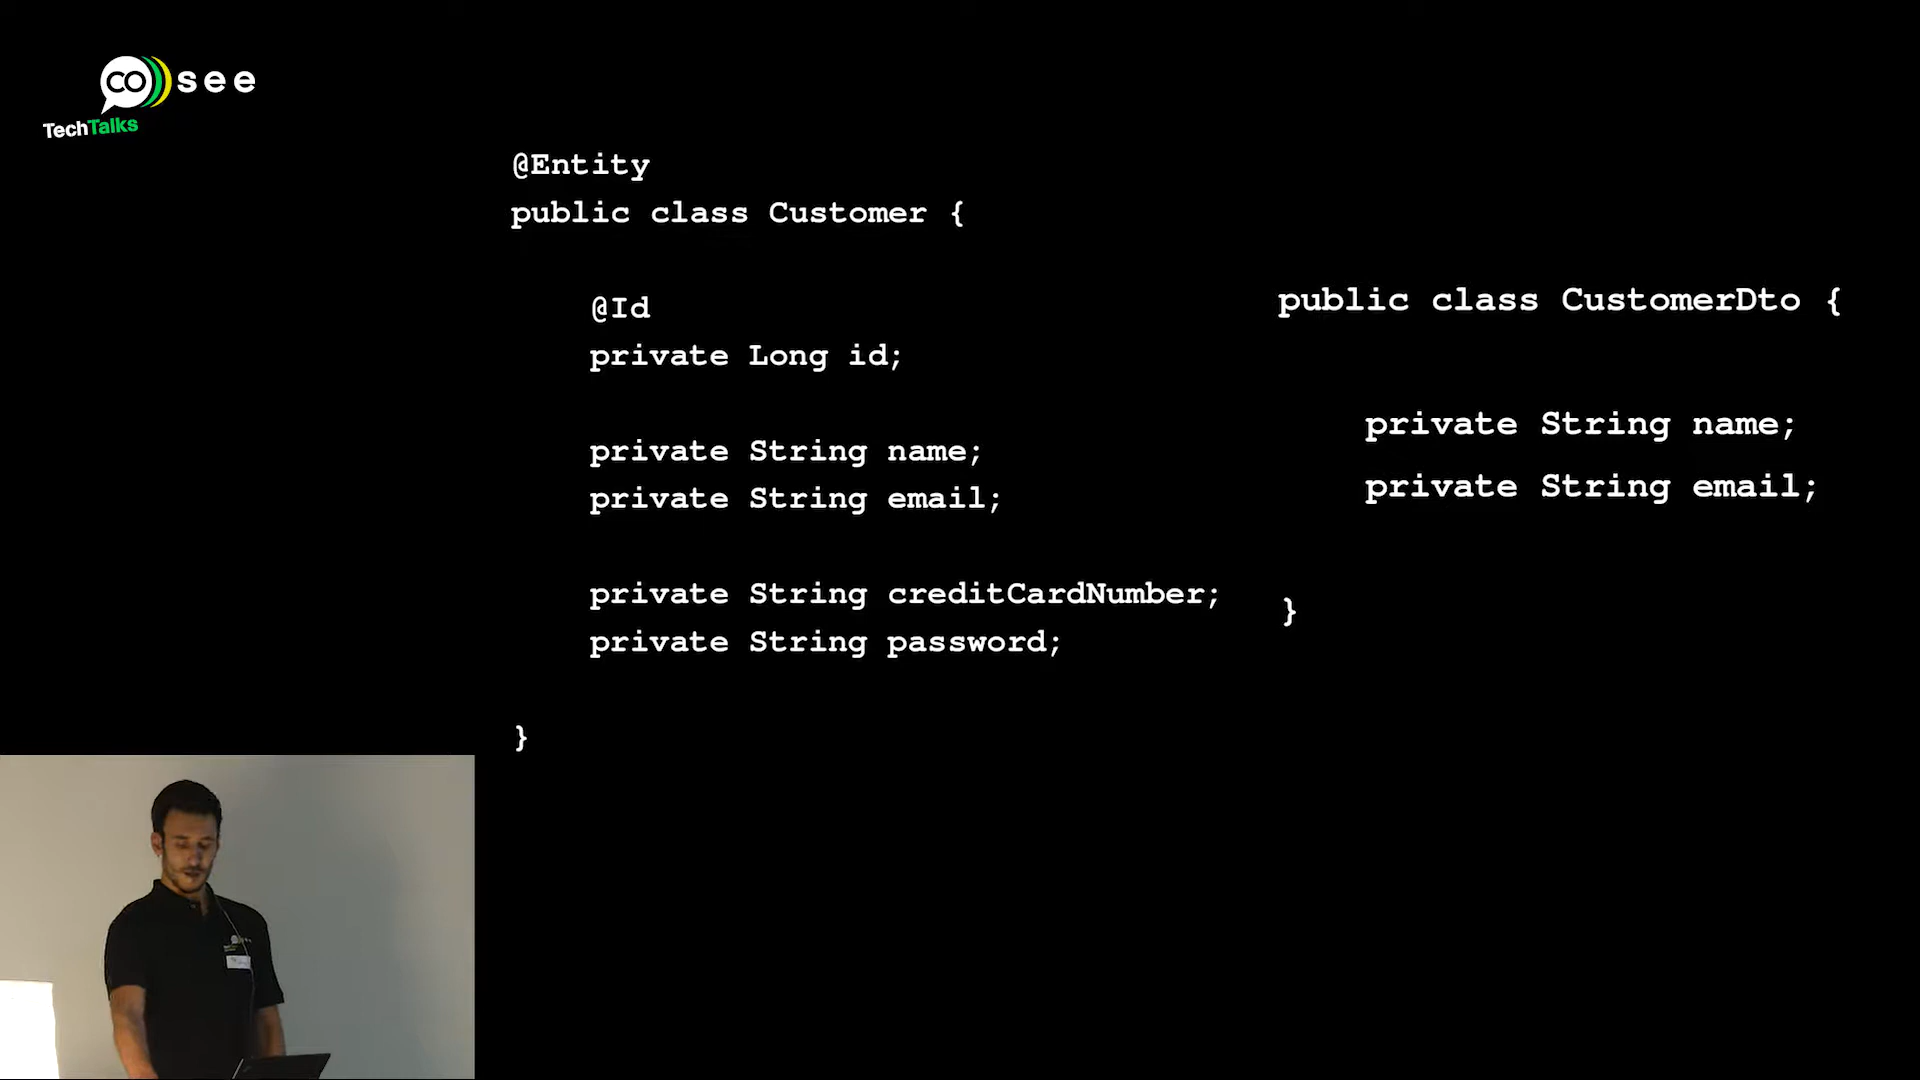 co see
TechTalks
@Entity
public class Customer {
@Id
private Long id;
private String name;
private String email;
private String creditCardNumber;
private String password;
}
public class CustomerDto {
private String name;
private String email;
}